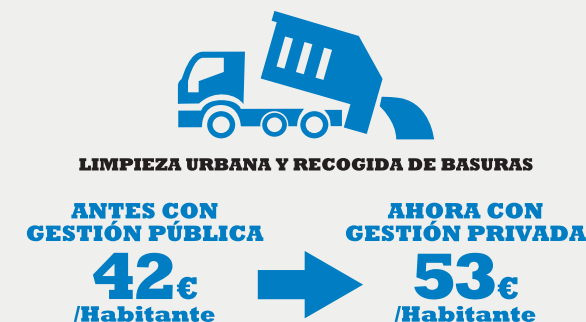 LIMPIEZA URBANA Y RECOGIDA DE BASURAS
ANTES CON
GESTIÓN PÚBLICA
42€
/Habitante
AHORA CON
GESTIÓN PRIVADA
53€
/Habitante